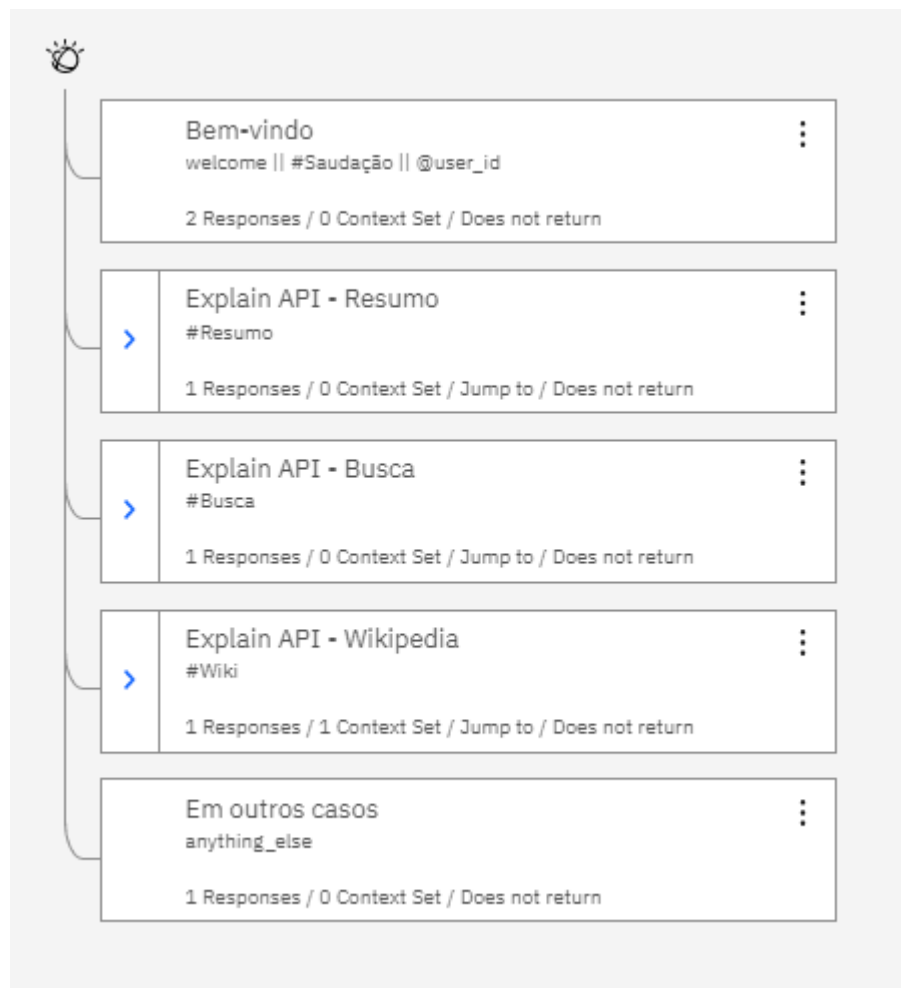 Bem-vindo
welcome || #Saudação || @user_id
2 Responses / 0 Context Set / Does not return
Explain API - Resumo
#Resumo
1 Responses / 0 Context Set / Jump to / Does not return
Explain API - Busca
#Busca
1 Responses / 0 Context Set / Jump to / Does not return
Explain API - Wikipedia
#Wiki
1 Responses / 1 Context Set / Jump to / Does not return
Em outros casos
anything_else
1 Responses / 0 Context Set / Does not return